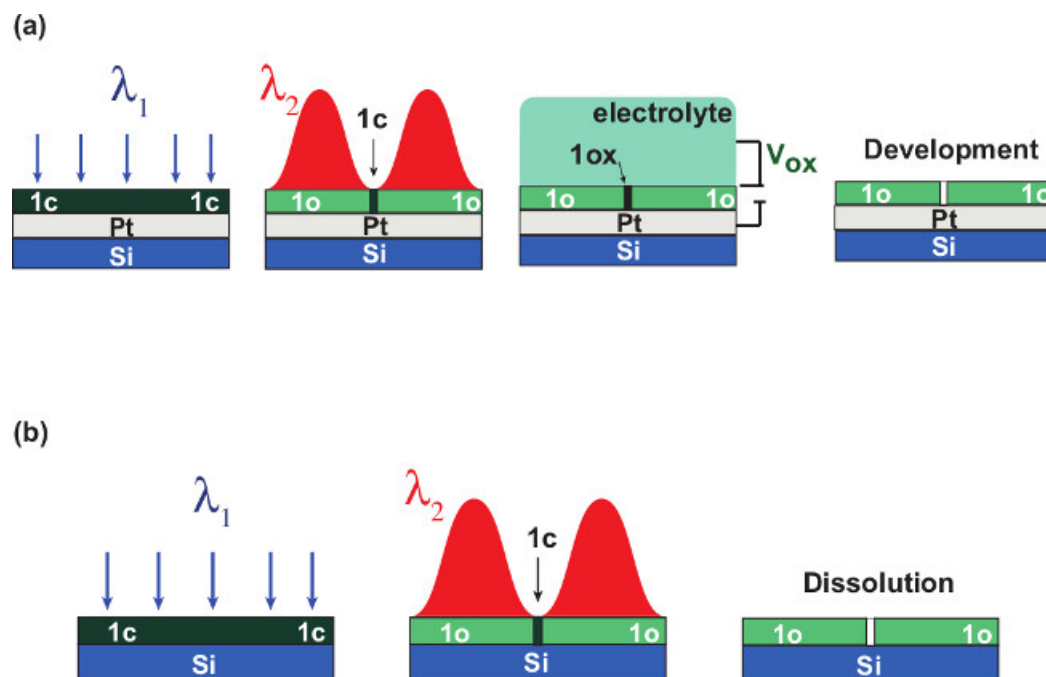 (a)
λ1
1c 1c
Pt
Si
λ2
1c
1o 1o
Pt
Si
electrolyte
1ox
Vox
1o 1o
Pt
Si
Development
1o 1o
Pt
Si
(b)
λ1
1c 1c
Si
λ2
1c
1o 1o
Si
Dissolution
1o 1o
Si